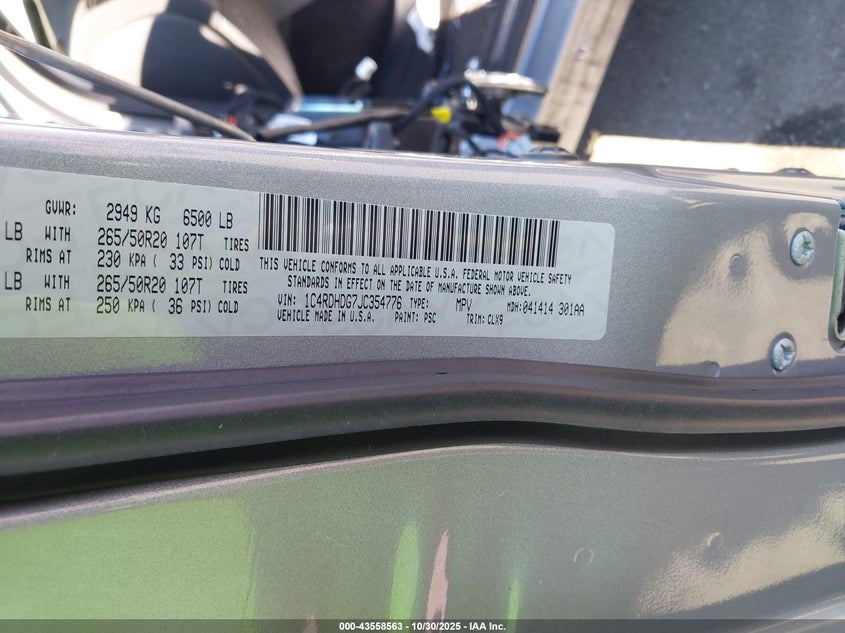 GVWR: 2949 KG 6500 LB
LB WITH 265/50R20 107T TIRES
RIMS AT 230 KPA ( 33 PSI) COLD
LB WITH 265/50R20 107T TIRES
RIMS AT 250 KPA ( 36 PSI) COLD
THIS VEHICLE CONFORMS TO ALL APPLICABLE U.S.A. FEDERAL MOTOR VEHICLE SAFETY
STANDARDS IN EFFECT ON THE DATE OF MANUFACTURE SHOWN ABOVE.
VIN: 1C4RDHDG7JC354776 TYPE: MPV MDH:041414 301AA
VEHICLE MADE IN U.S.A. PAINT: PSC TRIM: CLX9
000-43558563 - 10/30/2025 - IAA Inc.